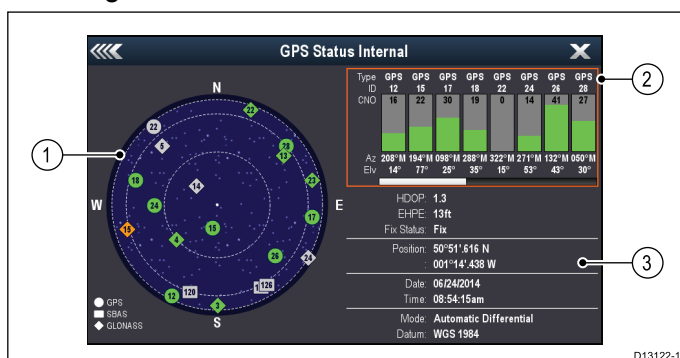 GPS Status Internal
N
W
E
S
22
22
5
28
13
18
14
23
24
17
15
15
4
26
24
12
120
126
3
GPS
SBAS
GLONASS
Type GPS GPS GPS GPS GPS GPS GPS GPS
ID 12 15 17 18 22 24 26 28
CNO 16 22 30 19 0 14 41 27
Az 208°M 194°M 098°M 288°M 322°M 271°M 132°M 050°M
Elv 14° 77° 25° 35° 15° 53° 43° 30°
HDOP: 1.3
EHPE: 13ft
Fix Status: Fix
Position: 50°51'.616 N
: 001°14'.438 W
Date: 06/24/2014
Time: 08:54:15am
Mode: Automatic Differential
Datum: WGS 1984
1
2
3
D13122-1